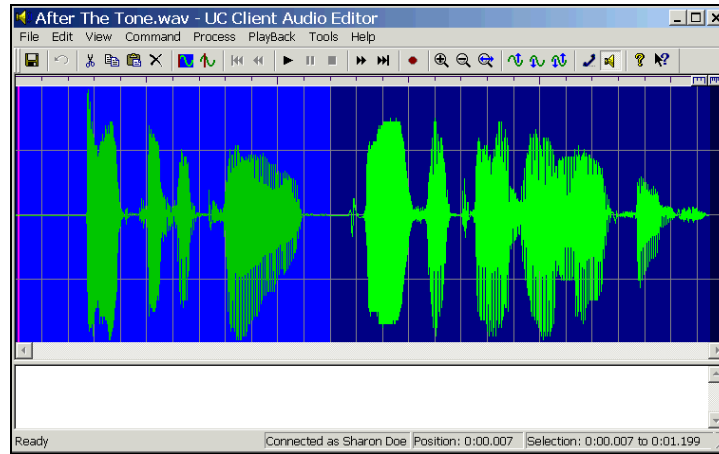 After The Tone.wav - UC Client Audio Editor
File Edit View Command Process PlayBack Tools Help
Ready Connected as Sharon Doe Position: 0:00.007 Selection: 0:00.007 to 0:01.199